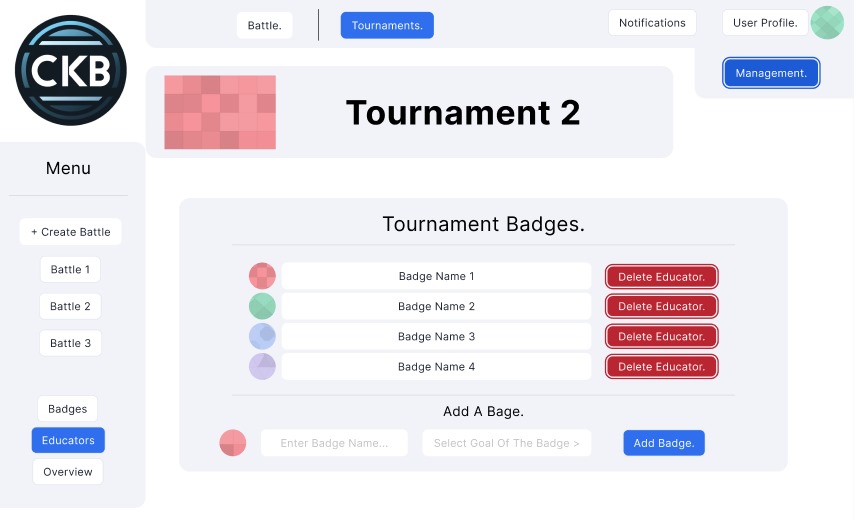 CKB
Battle.
Tournaments.
Notifications
User Profile.
Management.
Tournament 2
Menu
+ Create Battle
Battle 1
Battle 2
Battle 3
Badges
Educators
Overview
Tournament Badges.
Badge Name 1 Delete Educator.
Badge Name 2 Delete Educator.
Badge Name 3 Delete Educator.
Badge Name 4 Delete Educator.
Add A Bage.
Enter Badge Name... Select Goal Of The Badge > Add Badge.